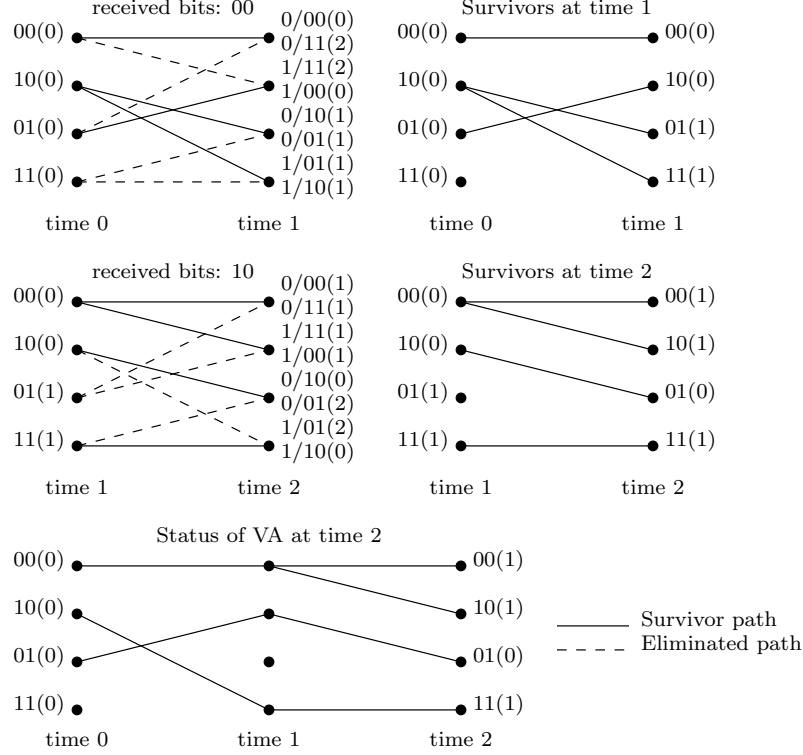 received bits: 00
00(0)
10(0)
01(0)
11(0)
0/00(0)
0/11(2)
1/11(2)
1/00(0)
0/10(1)
0/01(1)
1/01(1)
1/10(1)
time 0
time 1
Survivors at time 1
00(0)
10(0)
01(0)
11(0)
00(0)
10(0)
01(1)
11(1)
time 0
time 1
received bits: 10
00(0)
10(0)
01(1)
11(1)
0/00(1)
0/11(1)
1/11(1)
1/00(1)
0/10(0)
0/01(2)
1/01(2)
1/10(0)
time 1
time 2
Survivors at time 2
00(0)
10(0)
01(1)
11(1)
00(1)
10(1)
01(0)
11(1)
time 1
time 2
Status of VA at time 2
00(0)
10(0)
01(0)
11(0)
00(1)
10(1)
01(0)
11(1)
time 0
time 1
time 2
Survivor path
Eliminated path